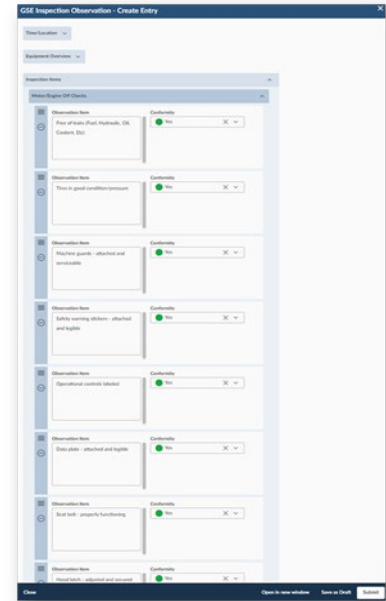 GSE Inspection Observation - Create Entry
Time/Location
Equipment Overview
Inspection Items
Motor/Engine Off Checks
Observation Item
Conformity
Free of leaks (Fuel, Hydraulic, Oil,
Coolant, Etc)
Yes
Observation Item
Conformity
Tires in good condition/pressure
Yes
Observation Item
Conformity
Machine guards - attached and
serviceable
Yes
Observation Item
Conformity
Safety warning stickers - attached
and legible
Yes
Observation Item
Conformity
Operational controls labeled
Yes
Observation Item
Conformity
Data plate - attached and legible
Yes
Observation Item
Conformity
Seat belt - properly functioning
Yes
Observation Item
Conformity
Hood latch - adjusted and secured
Yes
Close
Open in new window
Save as Draft
Submit